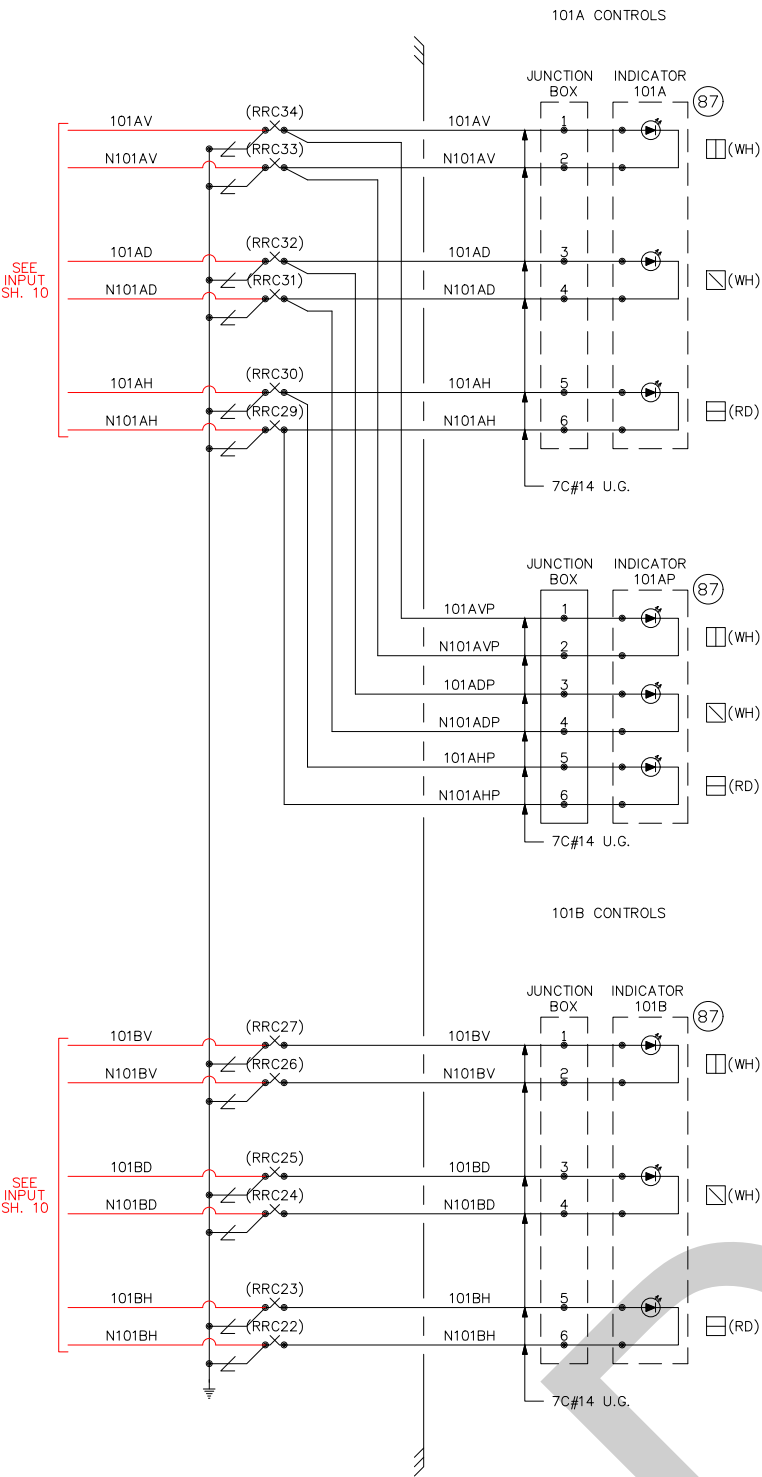 101A CONTROLS
JUNCTION BOX
INDICATOR 101A
87
101AV
(RRC34)
101AV
1
(WH)
N101AV
(RRC33)
N101AV
2
101AD
(RRC32)
101AD
3
(WH)
N101AD
(RRC31)
N101AD
4
SEE
INPUT
SH. 10
101AH
(RRC30)
101AH
5
(RD)
N101AH
(RRC29)
N101AH
6
7C#14 U.G.
JUNCTION BOX
INDICATOR 101AP
87
101AVP
1
(WH)
N101AVP
2
101ADP
3
(WH)
N101ADP
4
101AHP
5
(RD)
N101AHP
6
7C#14 U.G.
101B CONTROLS
JUNCTION BOX
INDICATOR 101B
87
101BV
(RRC27)
101BV
1
(WH)
N101BV
(RRC26)
N101BV
2
101BD
(RRC25)
101BD
3
(WH)
SEE
INPUT
SH. 10
N101BD
(RRC24)
N101BD
4
101BH
(RRC23)
101BH
5
(RD)
N101BH
(RRC22)
N101BH
6
7C#14 U.G.